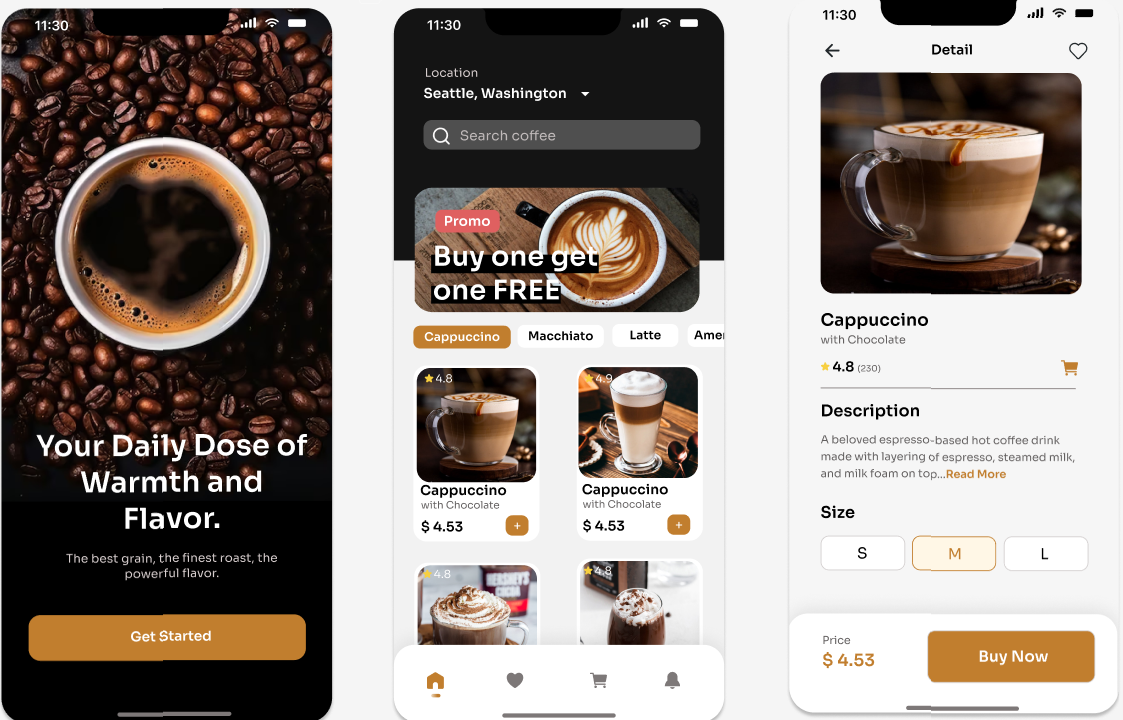 11:30
Your Daily Dose of
Warmth and
Flavor.
The best grain, the finest roast, the
powerful flavor.
Get Started
11:30
Location
Seattle, Washington
Search coffee
Promo
Buy one get
one FREE
Cappuccino Macchiato Latte Amer
4.8
4.9
Cappuccino
with Chocolate
$ 4.53
+
Cappuccino
with Chocolate
$ 4.53
+
4.8
HERSHEY'S
COCOA
4.8
11:30
Detail
Cappuccino
with Chocolate
4.8 (230)
Description
A beloved espresso-based hot coffee drink
made with layering of espresso, steamed milk,
and milk foam on top...Read More
Size
S M L
Price
$ 4.53
Buy Now